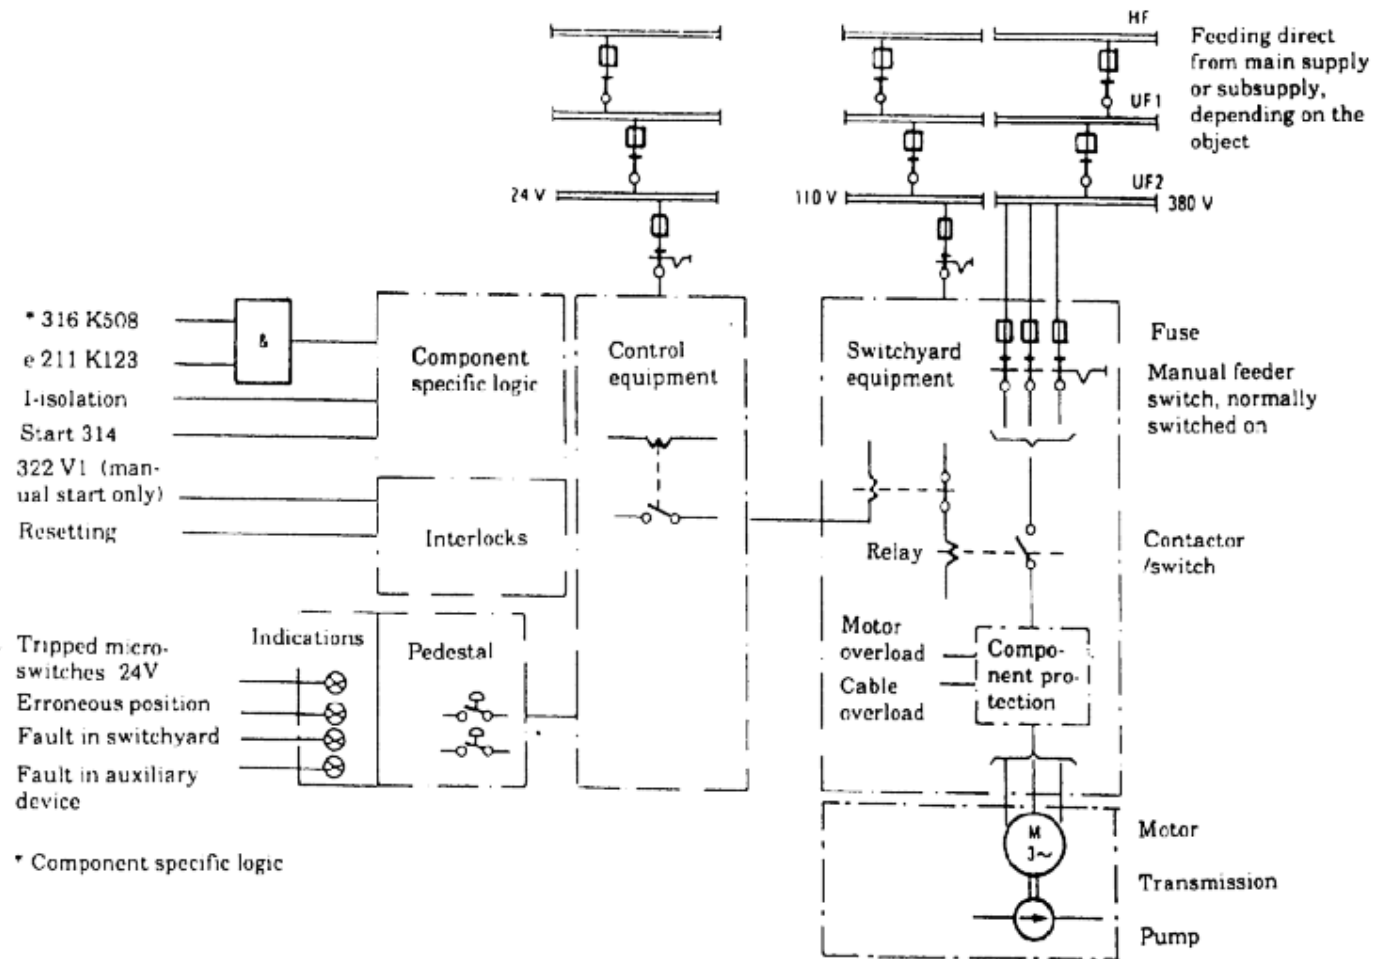 HF
Feeding direct
from main supply
or subsupply,
depending on the
object
UF1
UF2
24 V
110 V
380 V
* 316 K508
e 211 K123
&
I-isolation
Start 314
322 V1 (man-
ual start only)
Resetting
Component
specific logic
Interlocks
Control
equipment
Switchyard
equipment
Fuse
Manual feeder
switch, normally
switched on
Relay
Contactor
/switch
Motor
overload
Cable
overload
Compo-
nent pro-
tection
Indications
Pedestal
Tripped micro-
switches 24V
Erroneous position
Fault in switchyard
Fault in auxiliary
device
M
3~
Motor
Transmission
Pump
* Component specific logic